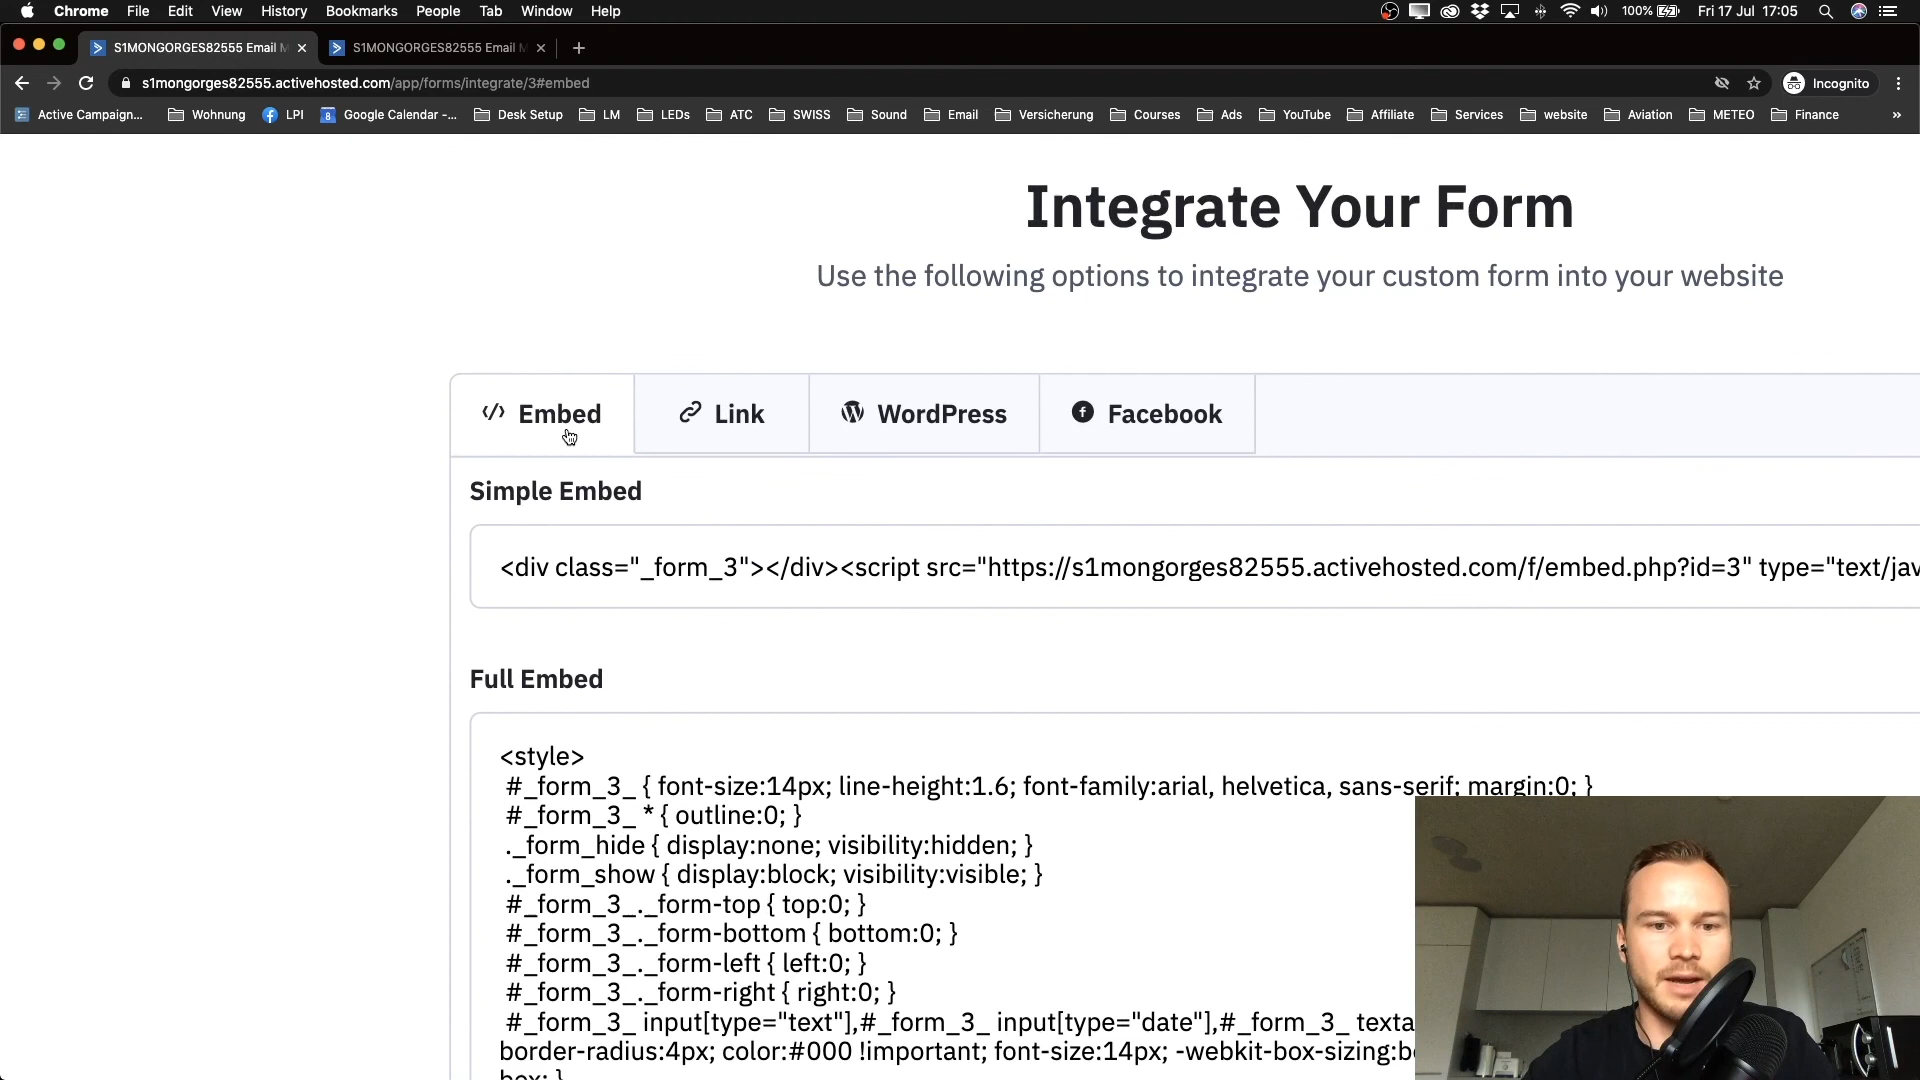 Chrome File Edit View History Bookmarks People Tab Window Help 100% Fri 17 Jul 17:05
S1MONGORGES82555 Email M S1MONGORGES82555 Email M
s1mongorges82555.activehosted.com/app/forms/integrate/3#embed Incognito
Active Campaign... Wohnung LPI 8 Google Calendar -... Desk Setup LM LEDs ATC SWISS Sound Email Versicherung Courses Ads YouTube Affiliate Services website Aviation METEO Finance »
Integrate Your Form
Use the following options to integrate your custom form into your website
</> Embed Link WordPress Facebook
Simple Embed
<div class="_form_3"></div><script src="https://s1mongorges82555.activehosted.com/f/embed.php?id=3" type="text/jav
Full Embed
<style>
#_form_3_ { font-size:14px; line-height:1.6; font-family:arial, helvetica, sans-serif; margin:0; }
#_form_3_ * { outline:0; }
._form_hide { display:none; visibility:hidden; }
._form_show { display:block; visibility:visible; }
#_form_3_._form-top { top:0; }
#_form_3_._form-bottom { bottom:0; }
#_form_3_._form-left { left:0; }
#_form_3_._form-right { right:0; }
#_form_3_ input[type="text"],#_form_3_ input[type="date"],#_form_3_ texta
border-radius:4px; color:#000 !important; font-size:14px; -webkit-box-sizing:b
box; }